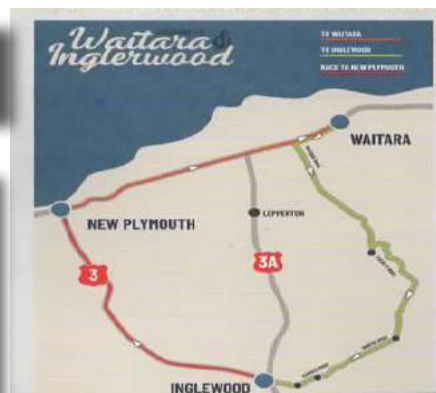 Waitara &
Inglerwood
TO WAITARA
TO INGLEWOOD
BACK TO NEW PLYMOUTH
WAITARA
NEW PLYMOUTH
LEPPERTON
3
3A
INGLEWOOD